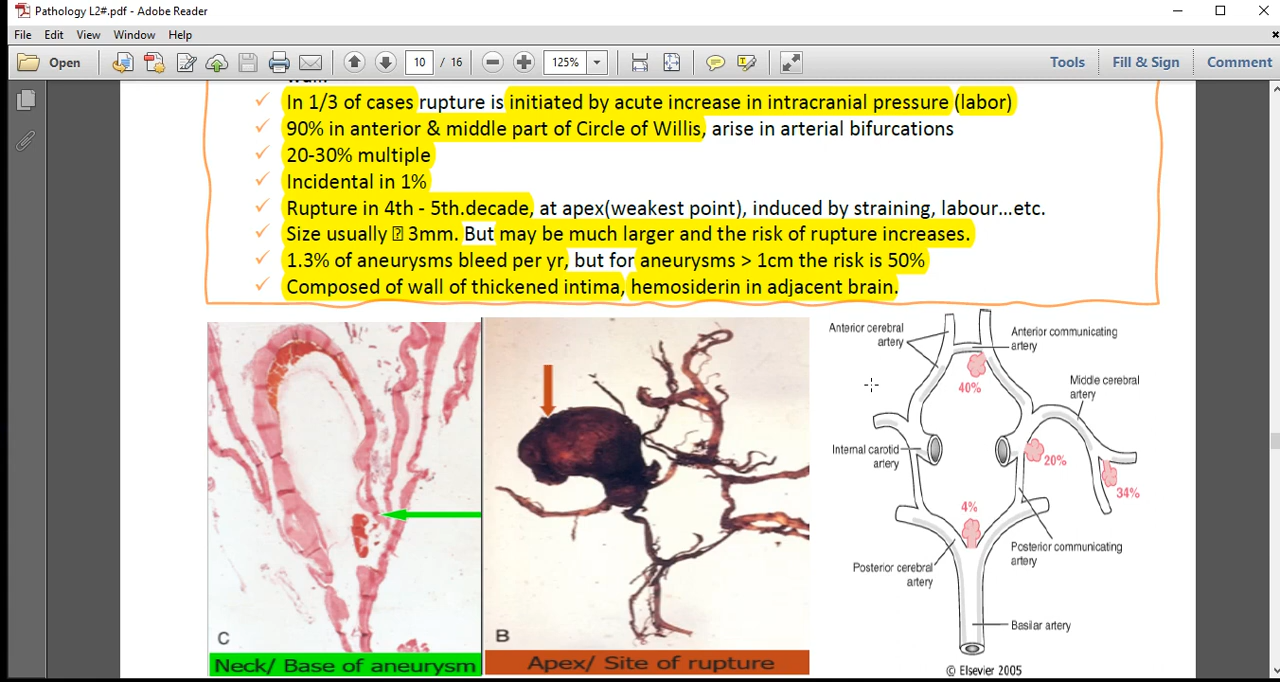 Pathology L2#.pdf - Adobe Reader
File Edit View Window Help
Open 10 / 16 125% Tools Fill & Sign Comment
In 1/3 of cases rupture is initiated by acute increase in intracranial pressure (labor)
90% in anterior & middle part of Circle of Willis, arise in arterial bifurcations
20-30% multiple
Incidental in 1%
Rupture in 4th - 5th.decade, at apex(weakest point), induced by straining, labour...etc.
Size usually 3mm. But may be much larger and the risk of rupture increases.
1.3% of aneurysms bleed per yr, but for aneurysms > 1cm the risk is 50%
Composed of wall of thickened intima, hemosiderin in adjacent brain.
C
Neck/ Base of aneurysm
B
Apex/ Site of rupture
Anterior cerebral
artery
Anterior communicating
artery
40%
Middle cerebral
artery
Internal carotid
artery
20%
34%
4%
Posterior communicating
artery
Posterior cerebral
artery
Basilar artery
© Elsevier 2005